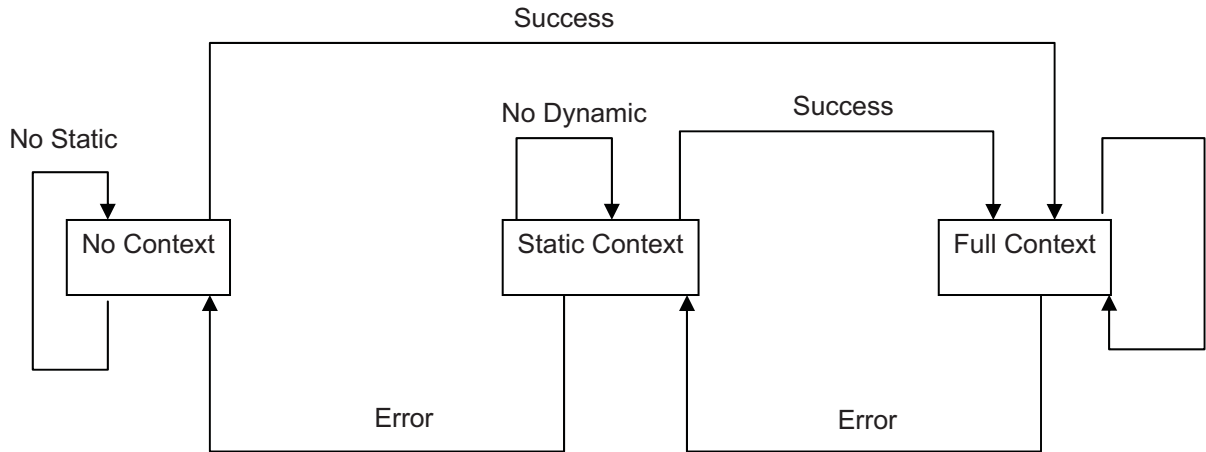 Success
No Dynamic
Success
No Static
No Context
Static Context
Full Context
Error
Error